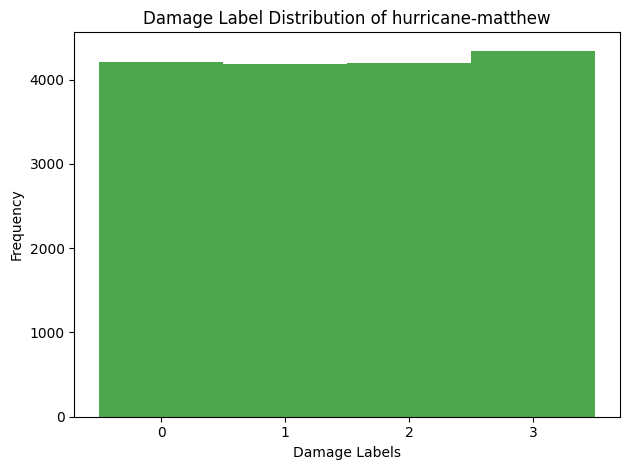 Damage Label Distribution of hurricane-matthew
4000
3000
2000
1000
0
Frequency
0 1 2 3
Damage Labels